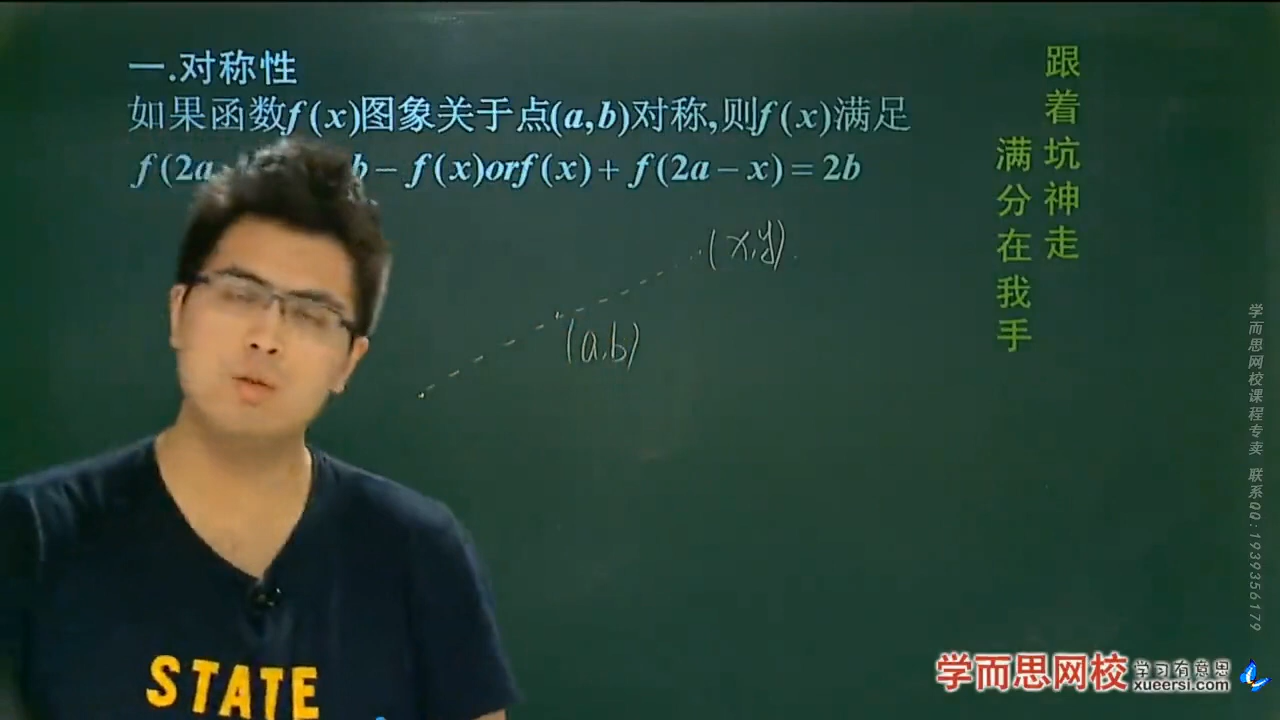 一.对称性
如果函数f(x)图象关于点(a,b)对称,则f(x)满足
f(2a b-f(x)orf(x)+f(2a-x)=2b
(x,y)
(a,b)
跟着坑神走
满分在我手
STATE
学而思网校课程专卖 联系QQ:1939356179
学而思网校 学习有意思
xueersi.com